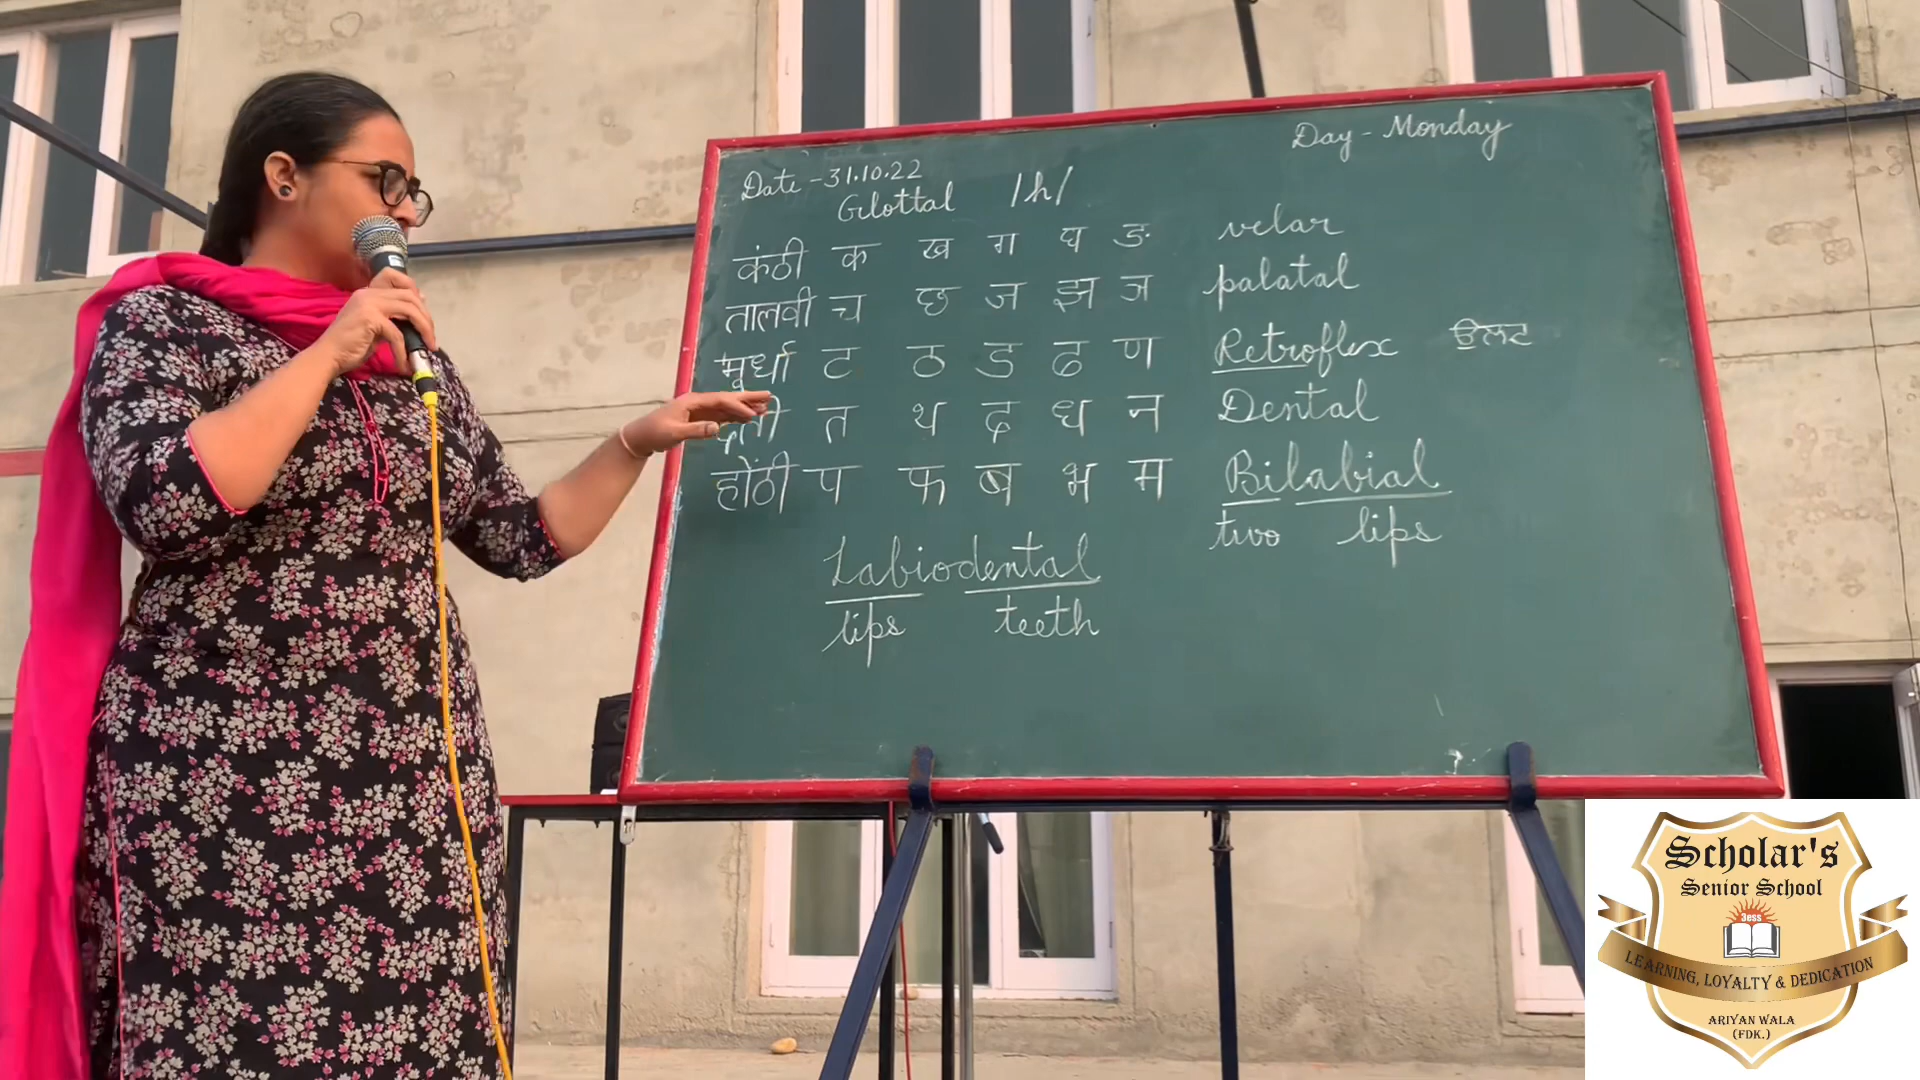 Day - Monday
Date - 31.10.22
Glottal /h/
कंठी क ख ग घ ङ velar
तालवी च छ ज झ ञ palatal
मूर्धा ट ठ ड ढ ण Retroflex ਉਲਟ
दंती त थ द ध न Dental
होंठी प फ ब भ म Bilabial
two lips
Labiodental
lips teeth
Scholar's
Senior School
3ess
LEARNING, LOYALTY & DEDICATION
ARIYAN WALA
(FDK.)